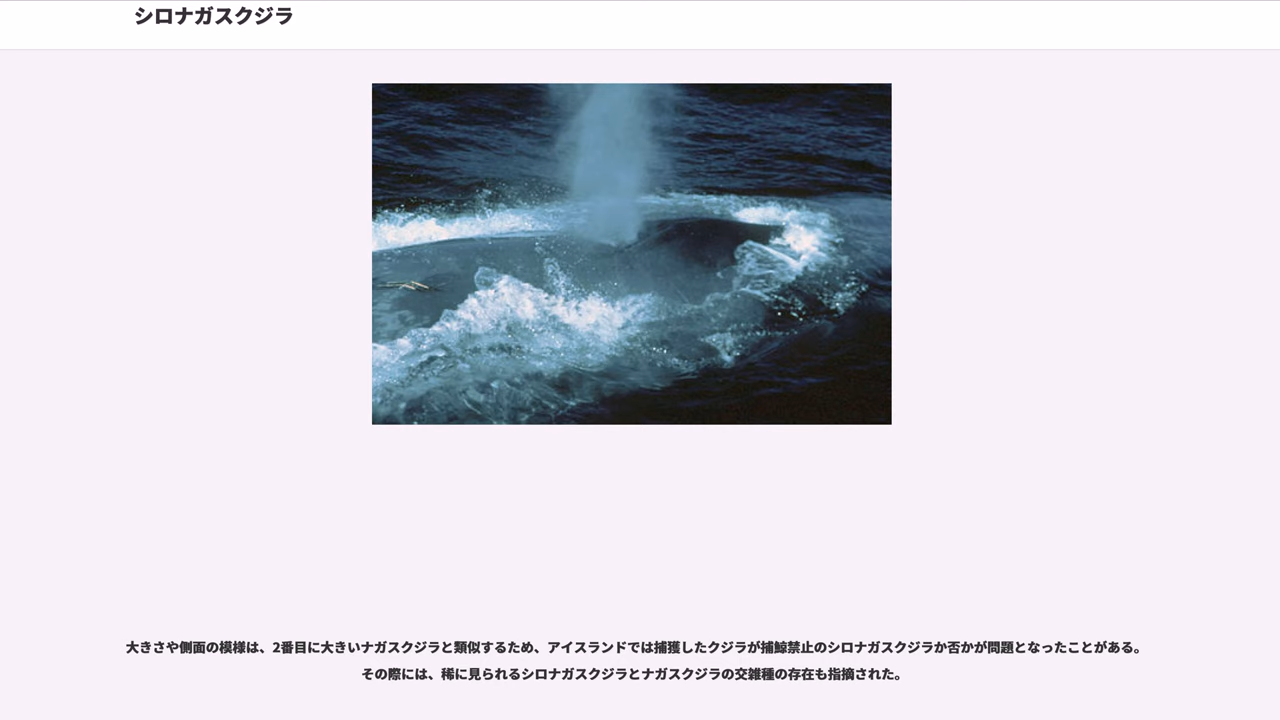 シロナガスクジラ
大きさや側面の模様は、2番目に大きいナガスクジラと類似するため、アイスランドでは捕獲したクジラが捕鯨禁止のシロナガスクジラか否かが問題となったことがある。
その際には、稀に見られるシロナガスクジラとナガスクジラの交雑種の存在も指摘された。